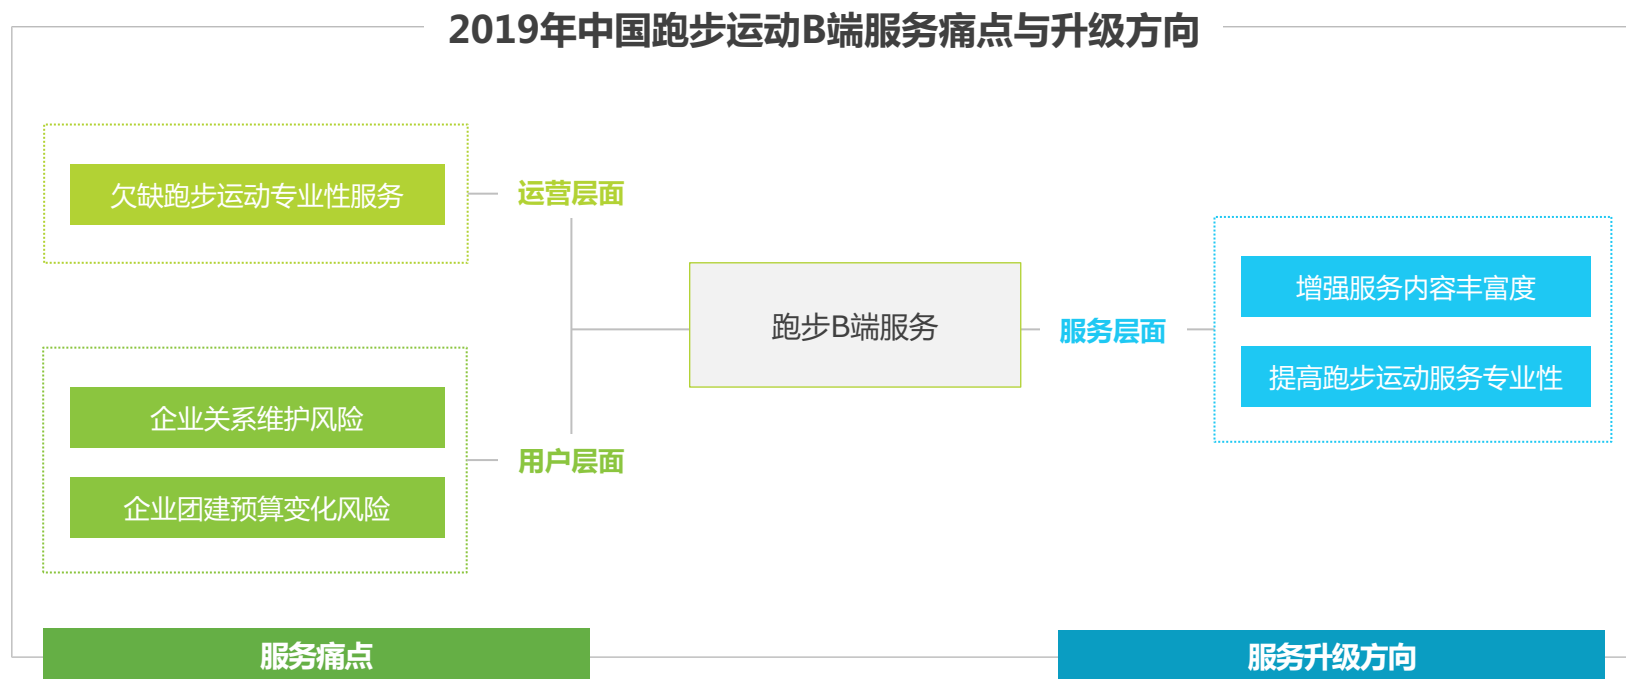 2019年中国跑步运动B端服务痛点与升级方向
欠缺跑步运动专业性服务
运营层面
企业关系维护风险
企业团建预算变化风险
用户层面
跑步B端服务
服务层面
增强服务内容丰富度
提高跑步运动服务专业性
服务痛点
服务升级方向